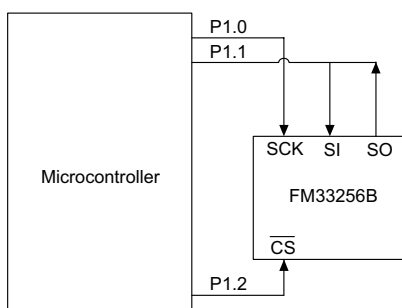 P1.0
P1.1
SCK SI SO
Microcontroller
FM33256B
CS
P1.2